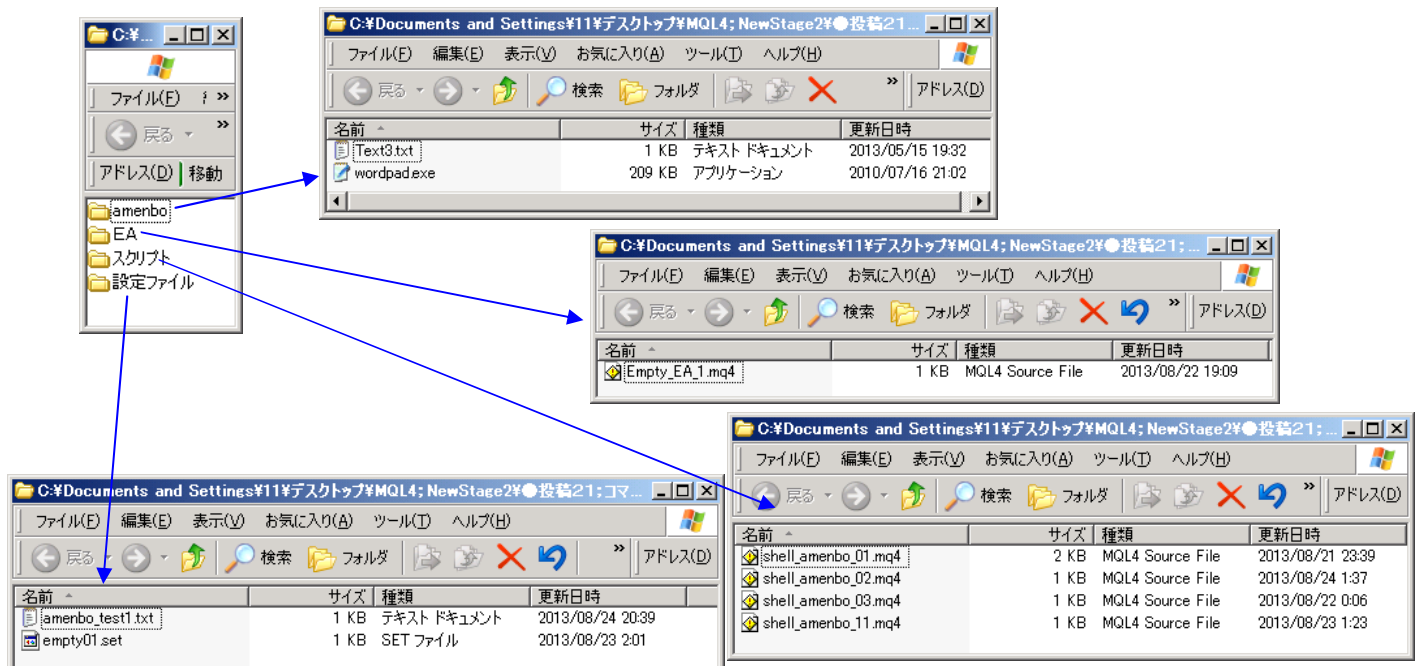 C:¥...
ファイル(F)
戻る
アドレス(D) 移動
amenbo
EA
スクリプト
設定ファイル
C:¥Documents and Settings¥11¥デスクトップ¥MQL4; NewStage2¥●投稿21...
ファイル(F) 編集(E) 表示(V) お気に入り(A) ツール(T) ヘルプ(H)
戻る 検索 フォルダ » アドレス(D)
名前 サイズ 種類 更新日時
Text3.txt 1 KB テキスト ドキュメント 2013/05/15 19:32
wordpad.exe 209 KB アプリケーション 2010/07/16 21:02
C:¥Documents and Settings¥11¥デスクトップ¥MQL4; NewStage2¥●投稿21; ...
ファイル(F) 編集(E) 表示(V) お気に入り(A) ツール(T) ヘルプ(H)
戻る 検索 フォルダ » アドレス(D)
名前 サイズ 種類 更新日時
Empty_EA_1.mq4 1 KB MQL4 Source File 2013/08/22 19:09
C:¥Documents and Settings¥11¥デスクトップ¥MQL4; NewStage2¥●投稿21; ...
ファイル(F) 編集(E) 表示(V) お気に入り(A) ツール(T) ヘルプ(H)
戻る 検索 フォルダ » アドレス(D)
名前 サイズ 種類 更新日時
shell_amenbo_01.mq4 2 KB MQL4 Source File 2013/08/21 23:39
shell_amenbo_02.mq4 1 KB MQL4 Source File 2013/08/24 1:37
shell_amenbo_03.mq4 1 KB MQL4 Source File 2013/08/22 0:06
shell_amenbo_11.mq4 1 KB MQL4 Source File 2013/08/23 1:23
C:¥Documents and Settings¥11¥デスクトップ¥MQL4; NewStage2¥●投稿21;コマ...
ファイル(F) 編集(E) 表示(V) お気に入り(A) ツール(T) ヘルプ(H)
戻る 検索 フォルダ » アドレス(D)
名前 サイズ 種類 更新日時
amenbo_test1.txt 1 KB テキスト ドキュメント 2013/08/24 20:39
empty01.set 1 KB SET ファイル 2013/08/23 2:01